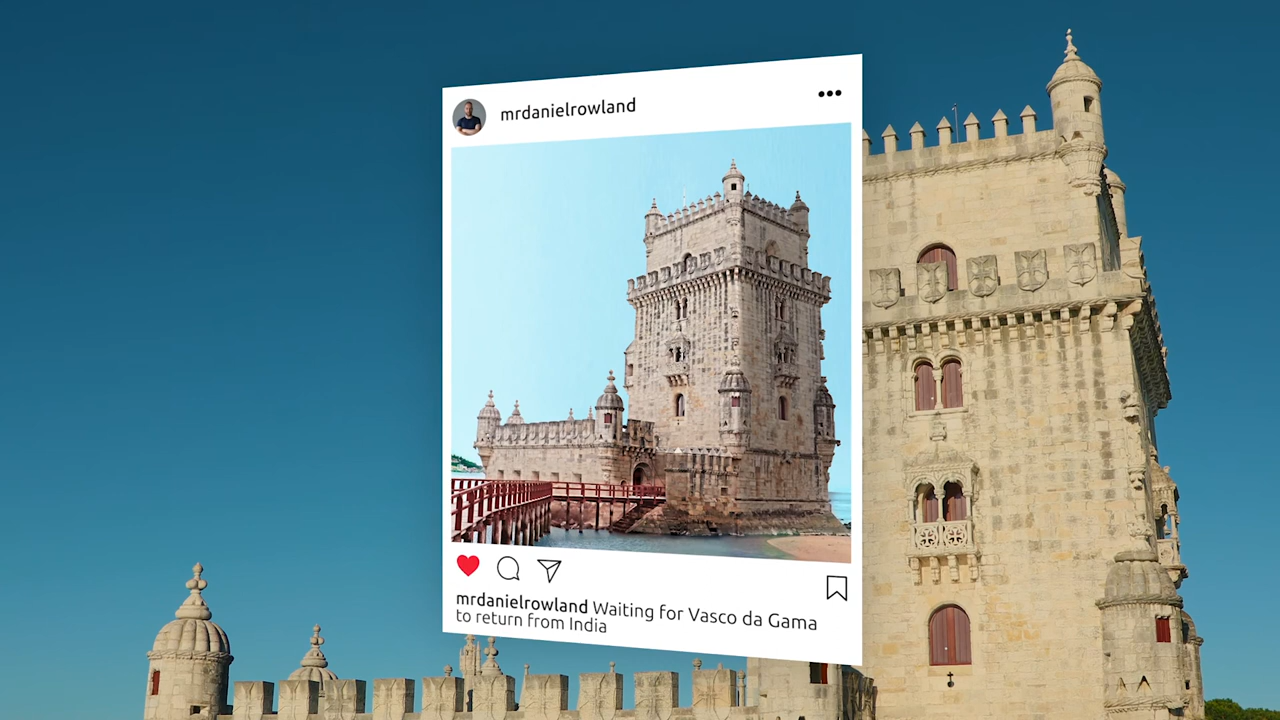 mrdanielrowland
mrdanielrowland Waiting for Vasco da Gama
to return from India